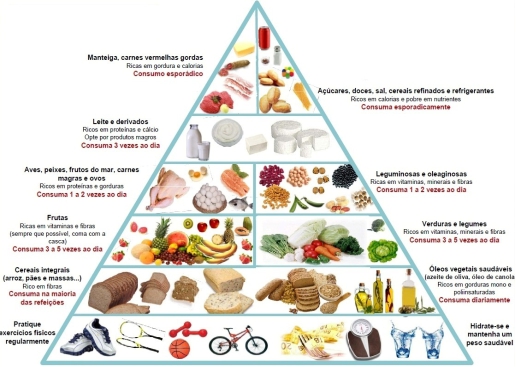 Manteiga, carnes vermelhas gordas
Ricas em gordura e calorias
Consumo esporádico
Açúcares, doces, sal, cereais refinados e refrigerantes
Ricos em calorias e pobre em nutrientes
Consuma esporadicamente
Leite e derivados
Ricos em proteínas e cálcio
Opte por produtos magros
Consuma 3 vezes ao dia
Aves, peixes, frutos do mar, carnes
magras e ovos
Ricos em proteínas e gorduras
Consuma 1 a 2 vezes ao dia
Leguminosas e oleaginosas
Ricas em vitaminas, minerais e fibras
Consuma 1 a 2 vezes ao dia
Frutas
Ricas em vitaminas e fibras
(sempre que possível, coma com a
casca)
Consuma 3 a 5 vezes ao dia
Verduras e legumes
Ricos em vitaminas, minerais e fibras
Consuma 3 a 5 vezes ao dia
Cereais integrais
(arroz, pães e massas...)
Rico em fibras
Consuma na maioria
das refeições
Óleos vegetais saudáveis
(azeite de oliva, óleo de canola)
Ricos em gorduras mono e
poliinsaturadas
Consuma diariamente
Pratique
exercícios físicos
regularmente
Hidrate-se e
mantenha um
peso saudável